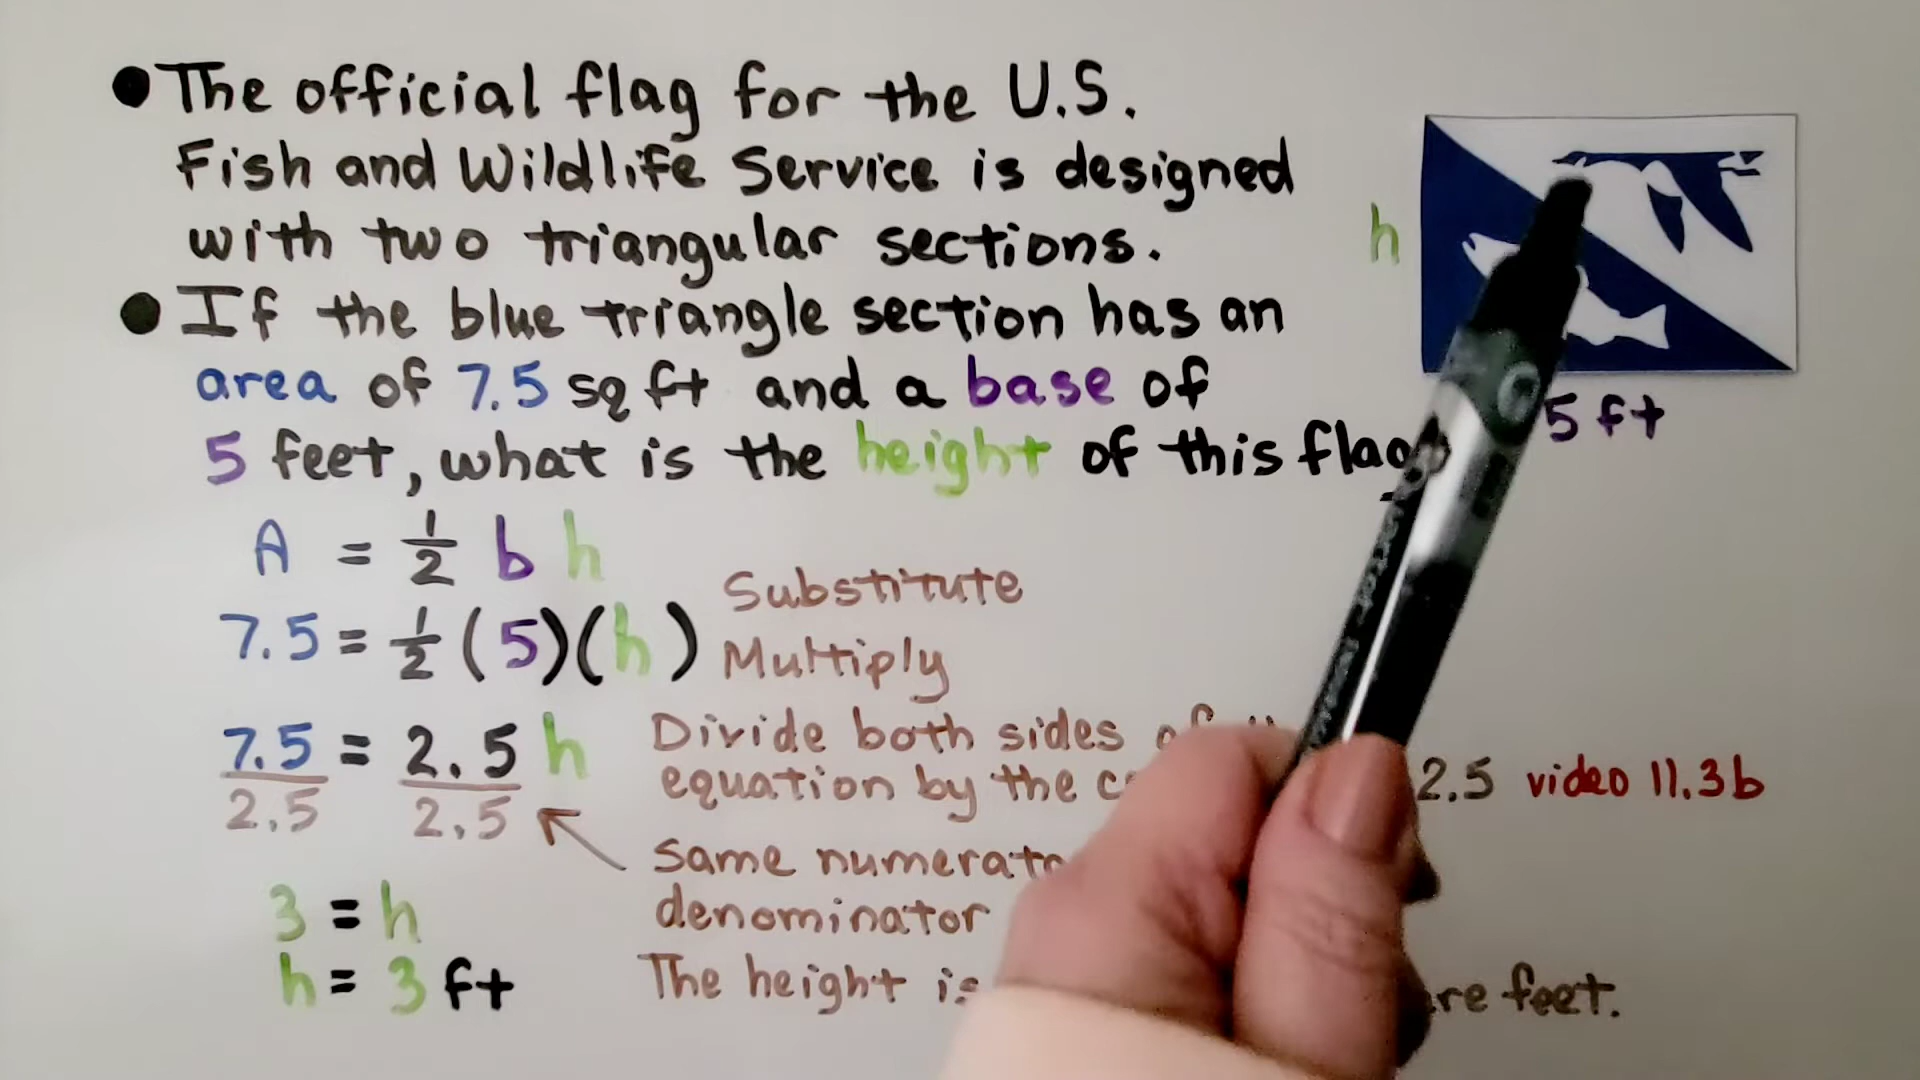 The official flag for the U.S.
Fish and Wildlife Service is designed
with two triangular sections.
If the blue triangle section has an
area of 7.5 sq ft and a base of
5 feet, what is the height of this flag
h
5 ft
A = 1/2 b h
7.5 = 1/2 (5)(h)
Substitute
Multiply
7.5 = 2.5 h
2.5 2.5
Divide both sides of
equation by the 2.5 video 11.3b
same
denominator
3 = h
h = 3 ft
The height is feet.